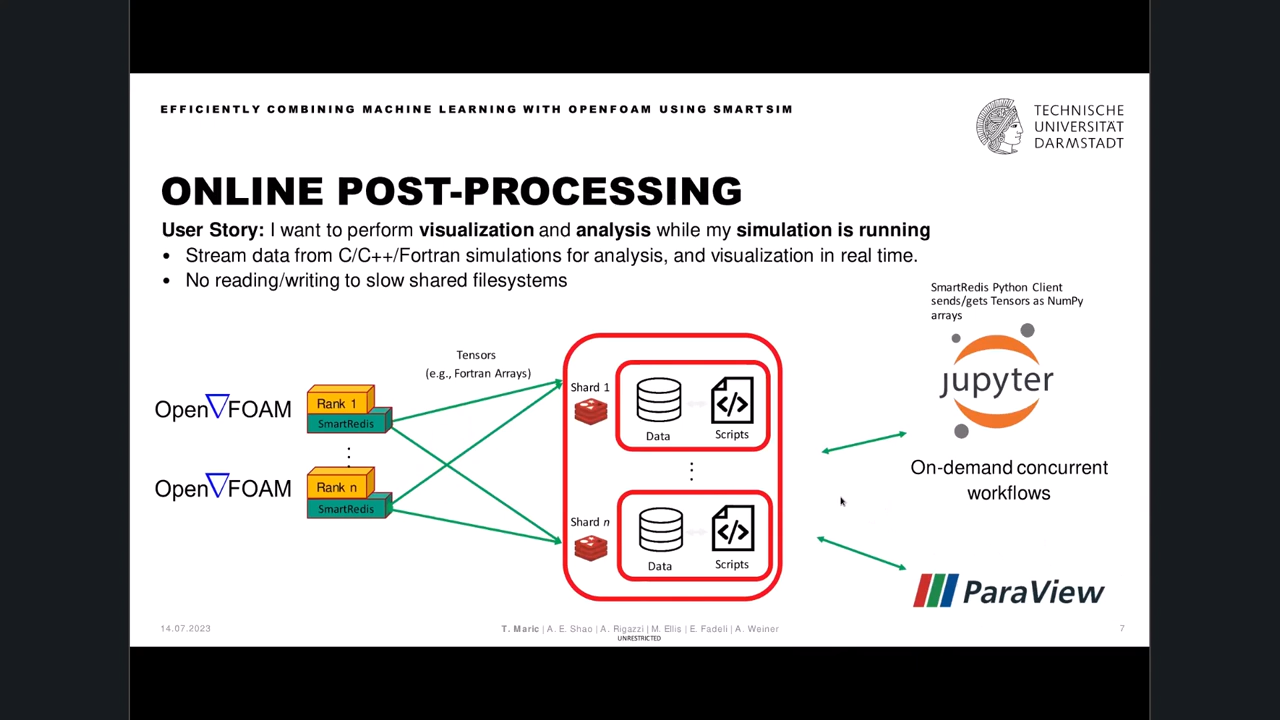 EFFICIENTLY COMBINING MACHINE LEARNING WITH OPENFOAM USING SMARTSIM
TECHNISCHE
UNIVERSITÄT
DARMSTADT
ONLINE POST-PROCESSING
User Story: I want to perform visualization and analysis while my simulation is running
• Stream data from C/C++/Fortran simulations for analysis, and visualization in real time.
• No reading/writing to slow shared filesystems
SmartRedis Python Client
sends/gets Tensors as NumPy
arrays
Tensors
(e.g., Fortran Arrays)
Open▽FOAM
Rank 1
SmartRedis
Open▽FOAM
Rank n
SmartRedis
Shard 1
Data
Scripts
Shard n
Data
Scripts
jupyter
On-demand concurrent
workflows
ParaView
14.07.2023
T. Maric | A. E. Shao | A. Rigazzi | M. Ellis | E. Fadeli | A. Weiner
UNRESTRICTED
7